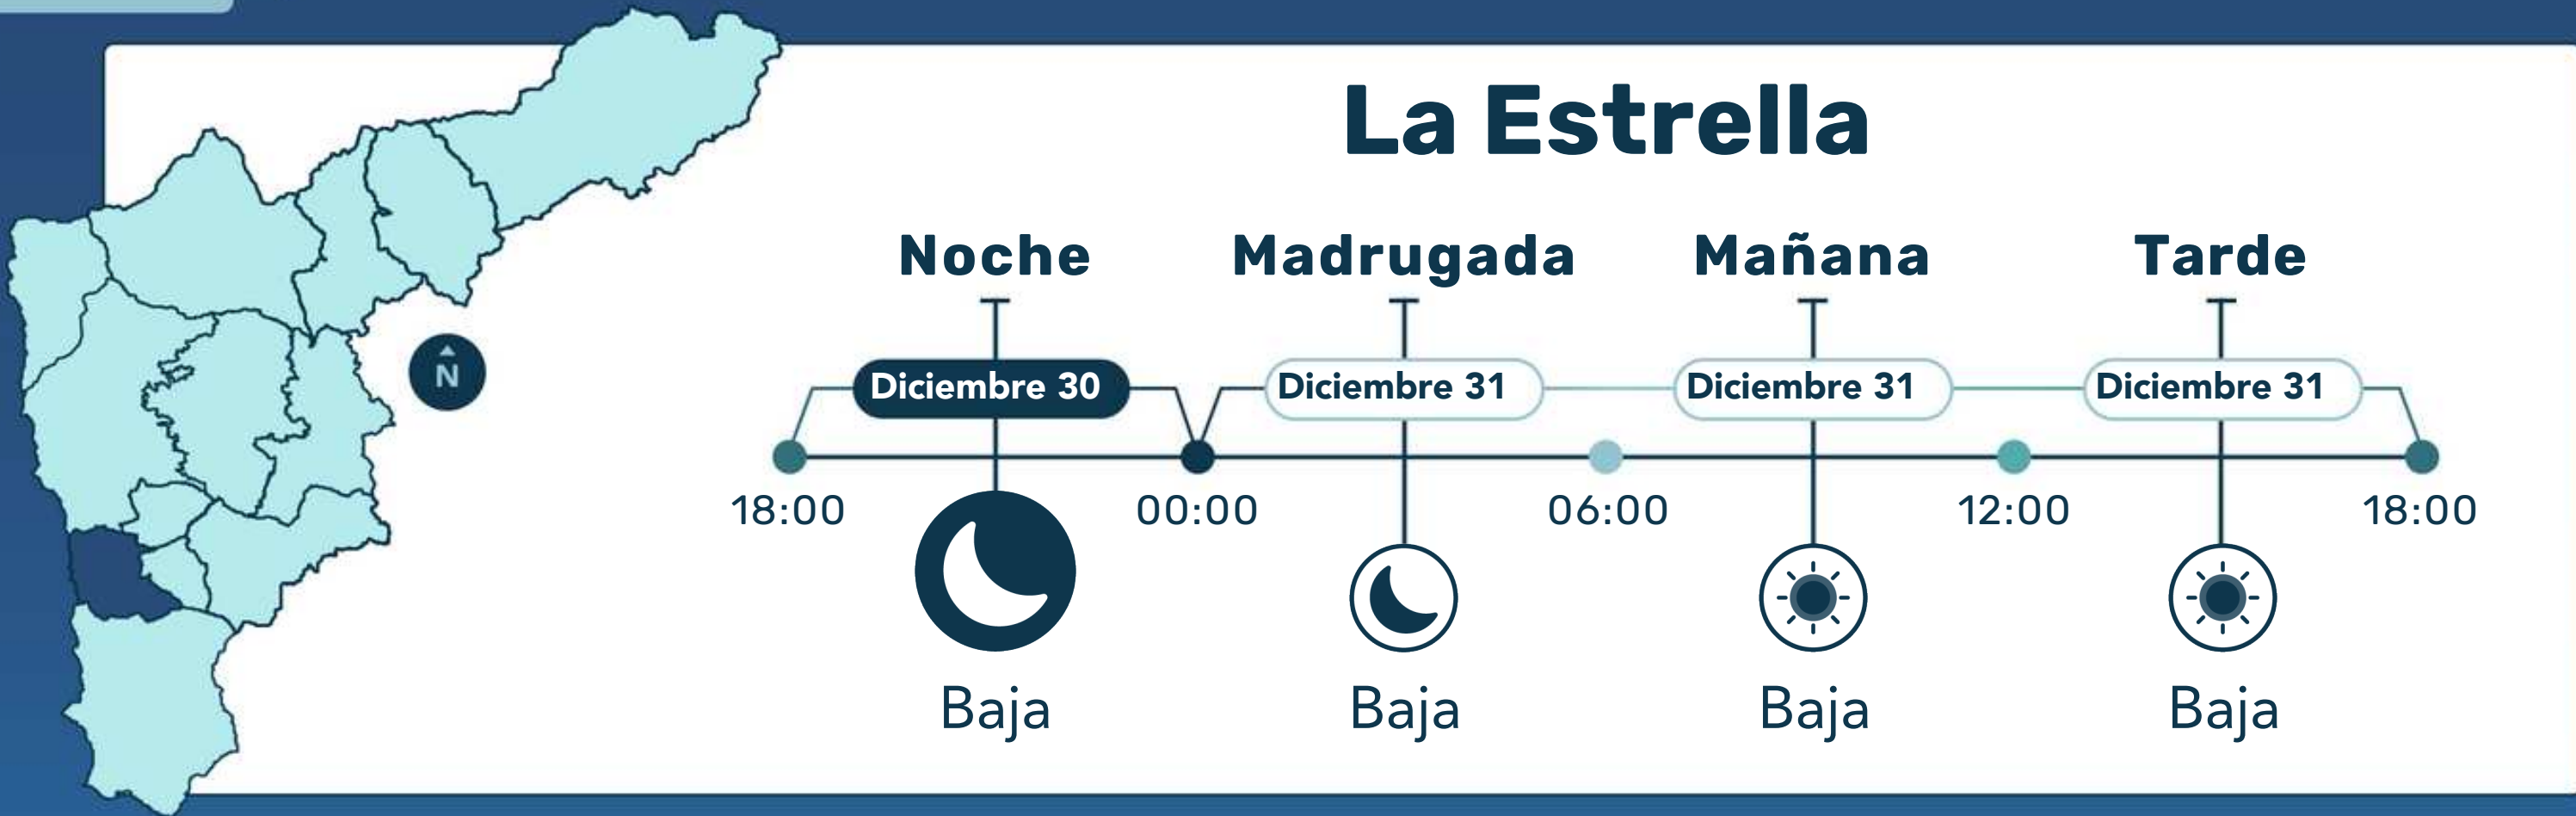 La Estrella
Noche Madrugada Mañana Tarde
N
Diciembre 30 Diciembre 31 Diciembre 31 Diciembre 31
18:00 00:00 06:00 12:00 18:00
Baja Baja Baja Baja